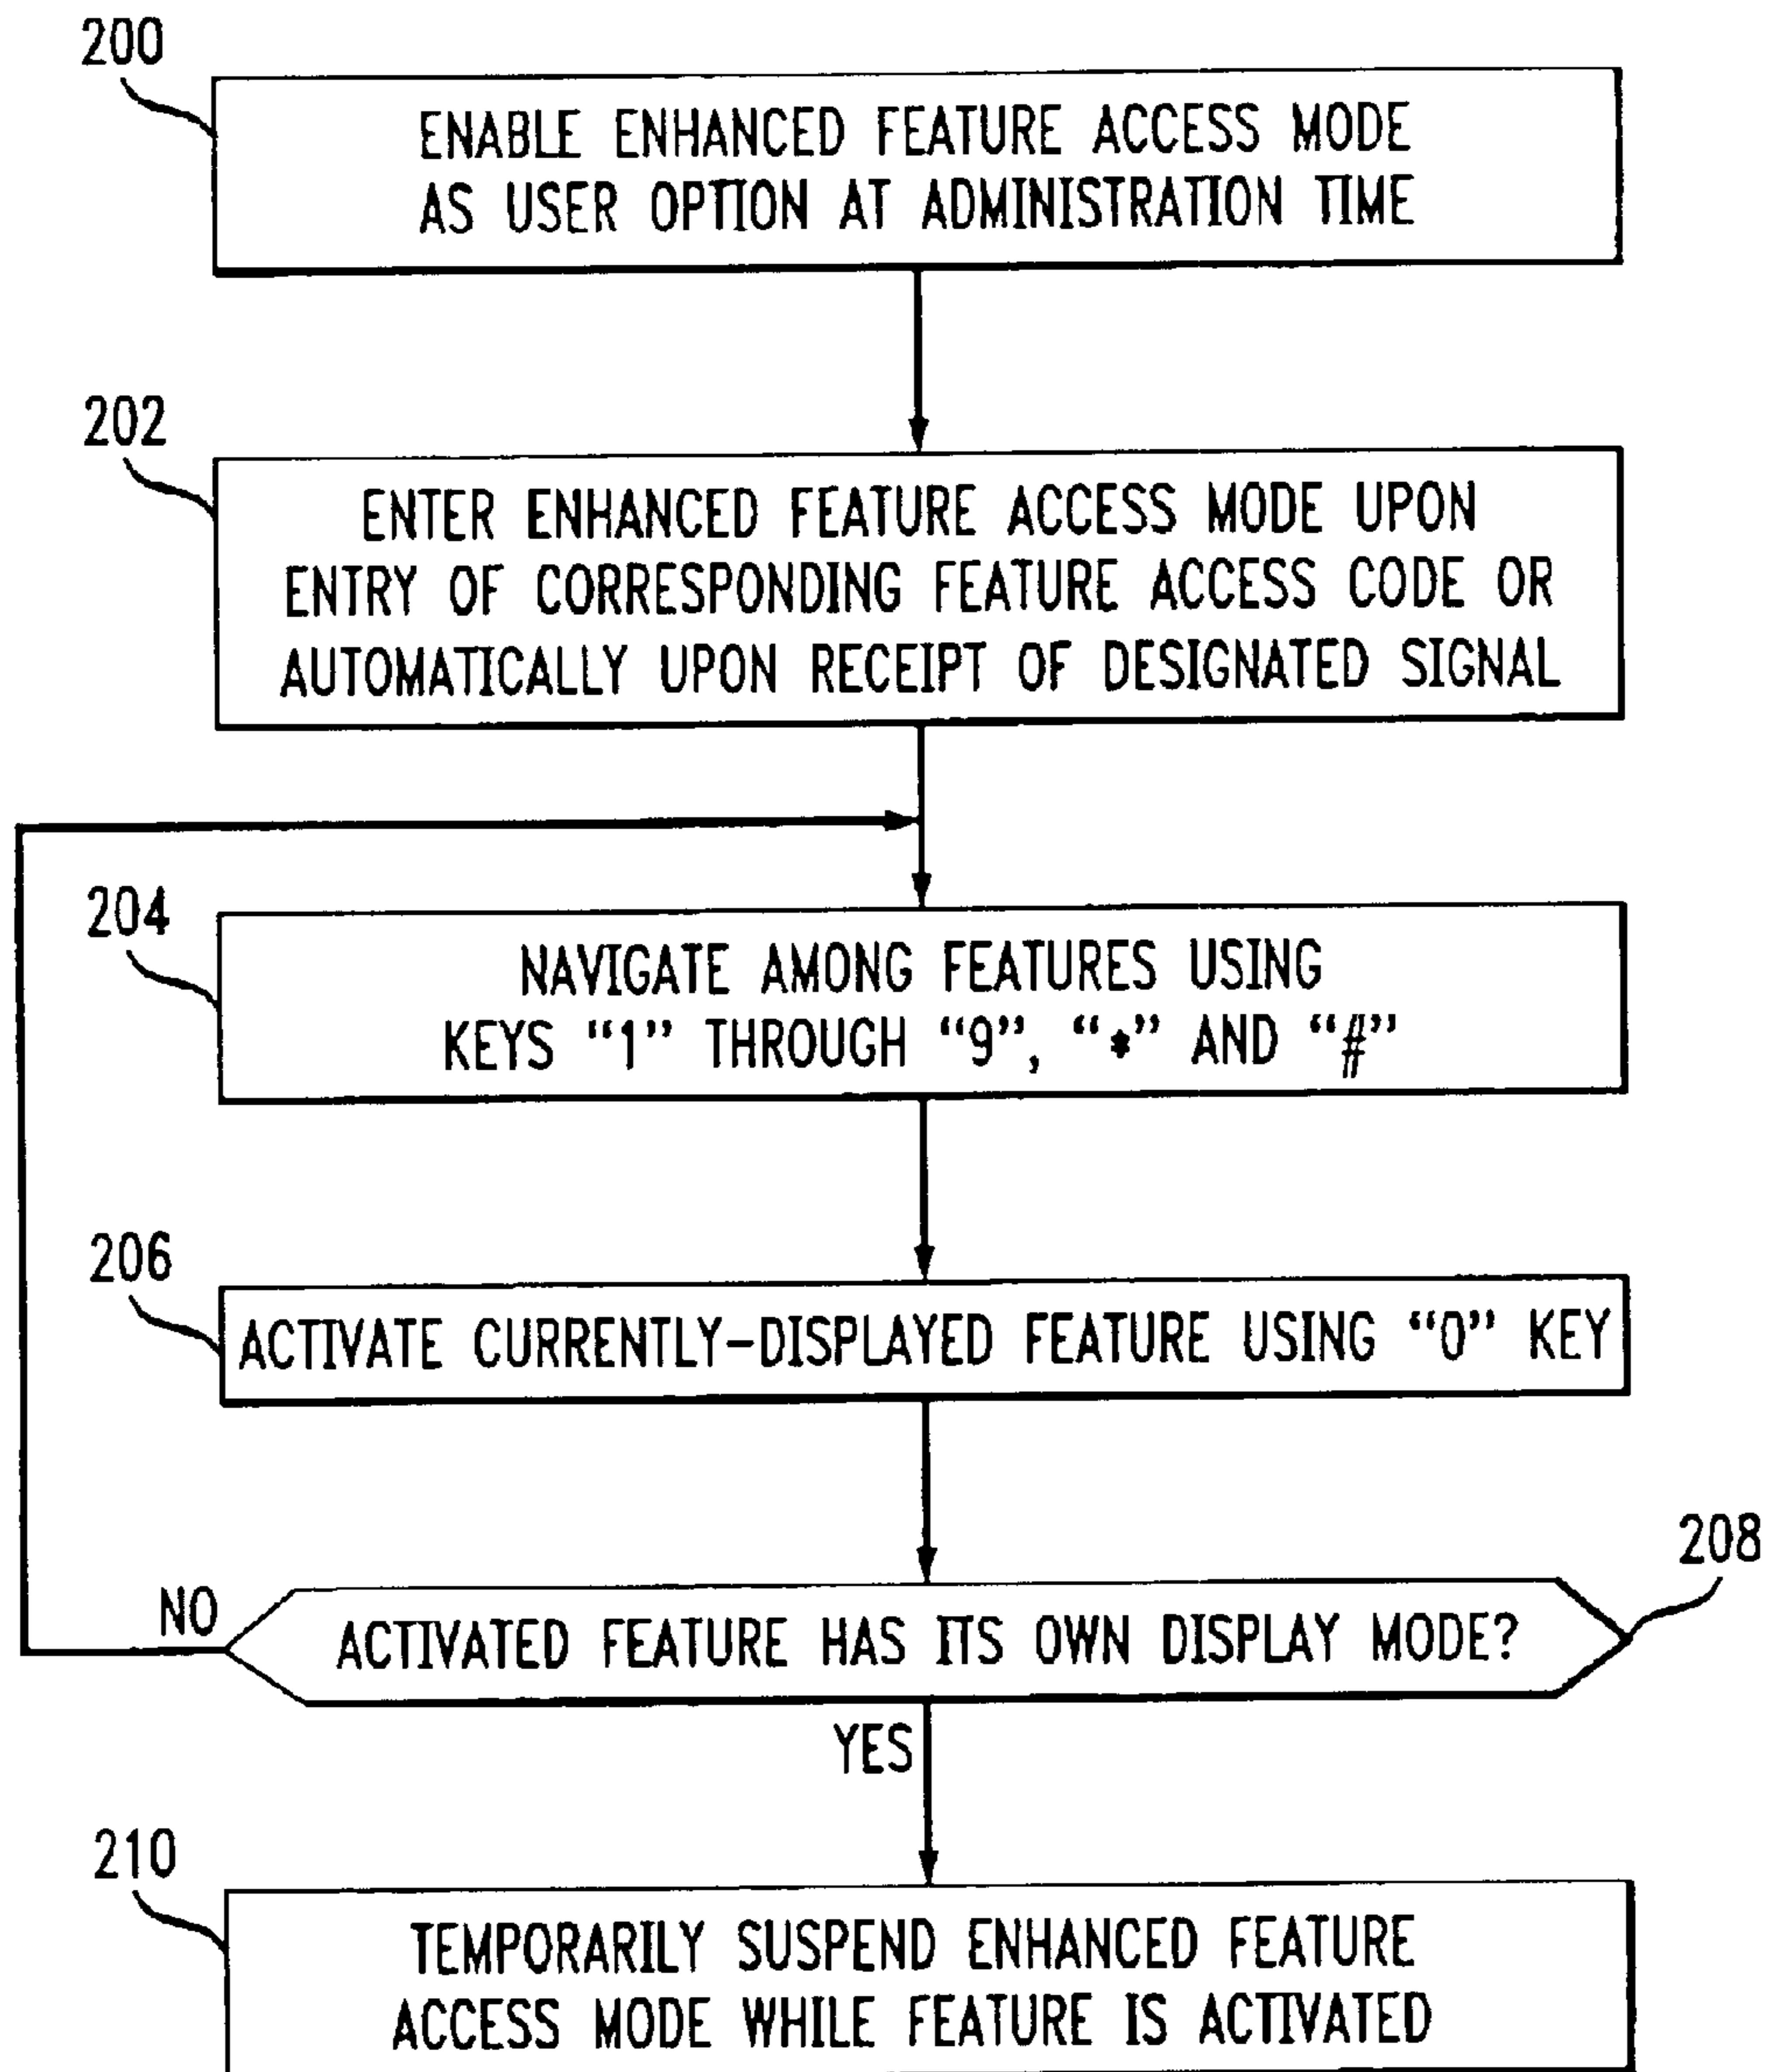 200
ENABLE ENHANCED FEATURE ACCESS MODE
AS USER OPTION AT ADMINISTRATION TIME
202
ENTER ENHANCED FEATURE ACCESS MODE UPON
ENTRY OF CORRESPONDING FEATURE ACCESS CODE OR
AUTOMATICALLY UPON RECEIPT OF DESIGNATED SIGNAL
204
NAVIGATE AMONG FEATURES USING
KEYS “1” THROUGH “9”, “*” AND “#”
206
ACTIVATE CURRENTLY-DISPLAYED FEATURE USING “0” KEY
208
NO
ACTIVATED FEATURE HAS ITS OWN DISPLAY MODE?
YES
210
TEMPORARILY SUSPEND ENHANCED FEATURE
ACCESS MODE WHILE FEATURE IS ACTIVATED